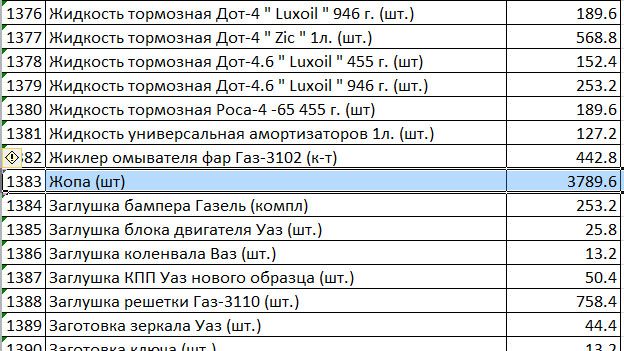 1376 Жидкость тормозная Дот-4 " Luxoil " 946 г. (шт.) 189.6
1377 Жидкость тормозная Дот-4 " Zic " 1л. (шт.) 568.8
1378 Жидкость тормозная Дот-4.6 " Luxoil " 455 г. (шт) 152.4
1379 Жидкость тормозная Дот-4.6 " Luxoil " 946 г. (шт.) 253.2
1380 Жидкость тормозная Роса-4 -65 455 г. (шт) 189.6
1381 Жидкость универсальная амортизаторов 1л. (шт.) 127.2
82 Жиклер омывателя фар Газ-3102 (к-т) 442.8
1383 Жопа (шт) 3789.6
1384 Заглушка бампера Газель (компл) 253.2
1385 Заглушка блока двигателя Уаз (шт.) 25.8
1386 Заглушка коленвала Ваз (шт.) 13.2
1387 Заглушка КПП Уаз нового образца (шт.) 50.4
1388 Заглушка решетки Газ-3110 (шт.) 758.4
1389 Заготовка зеркала Уаз (шт.) 44.4
1390 Заготовка ключа (шт.) 13.2